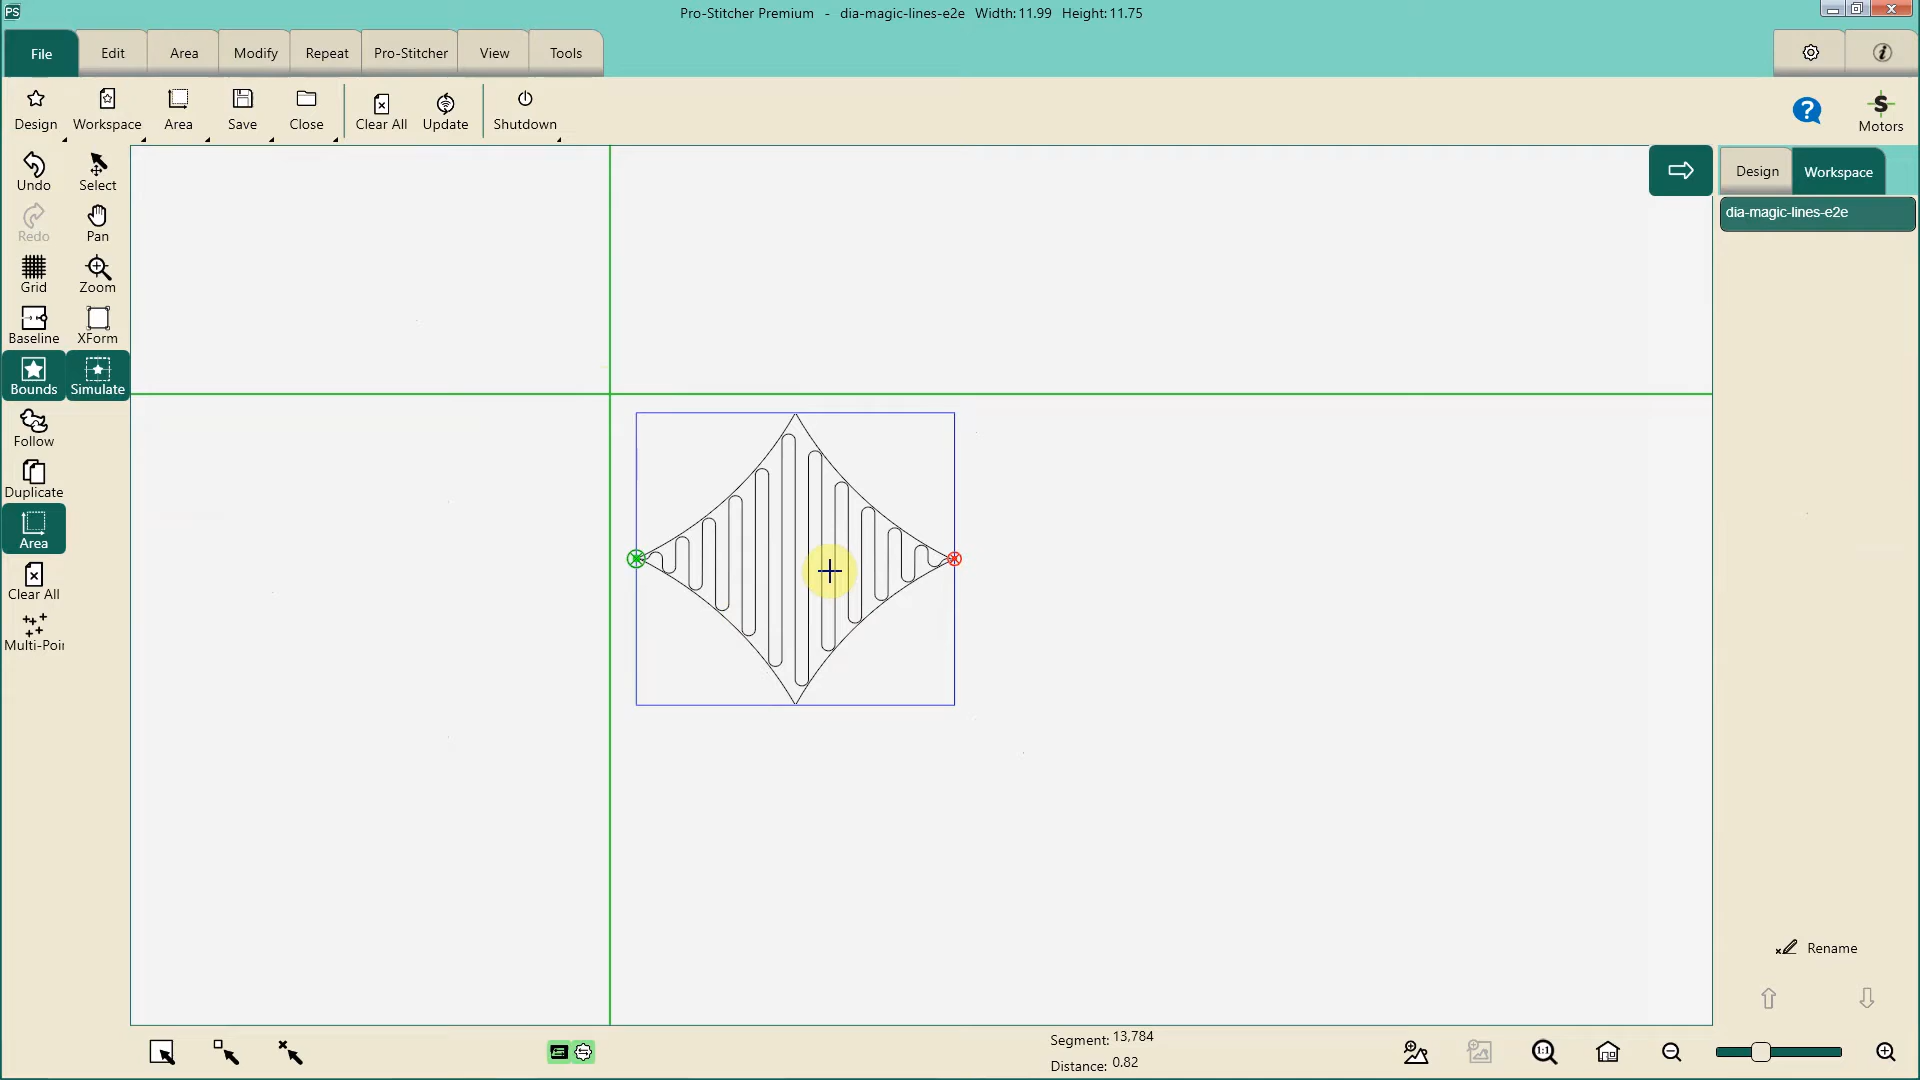 PS
Pro-Stitcher Premium - dia-magic-lines-e2e Width: 11.99 Height: 11.75
File Edit Area Modify Repeat Pro-Stitcher View Tools
Design Workspace Area Save Close Clear All Update Shutdown
S
Motors
Undo Select
Redo Pan
Grid Zoom
Baseline XForm
Bounds Simulate
Follow
Duplicate
Area
Clear All
Multi-Poi
Design Workspace
dia-magic-lines-e2e
Rename
Segment: 13,784
Distance: 0.82
1:1